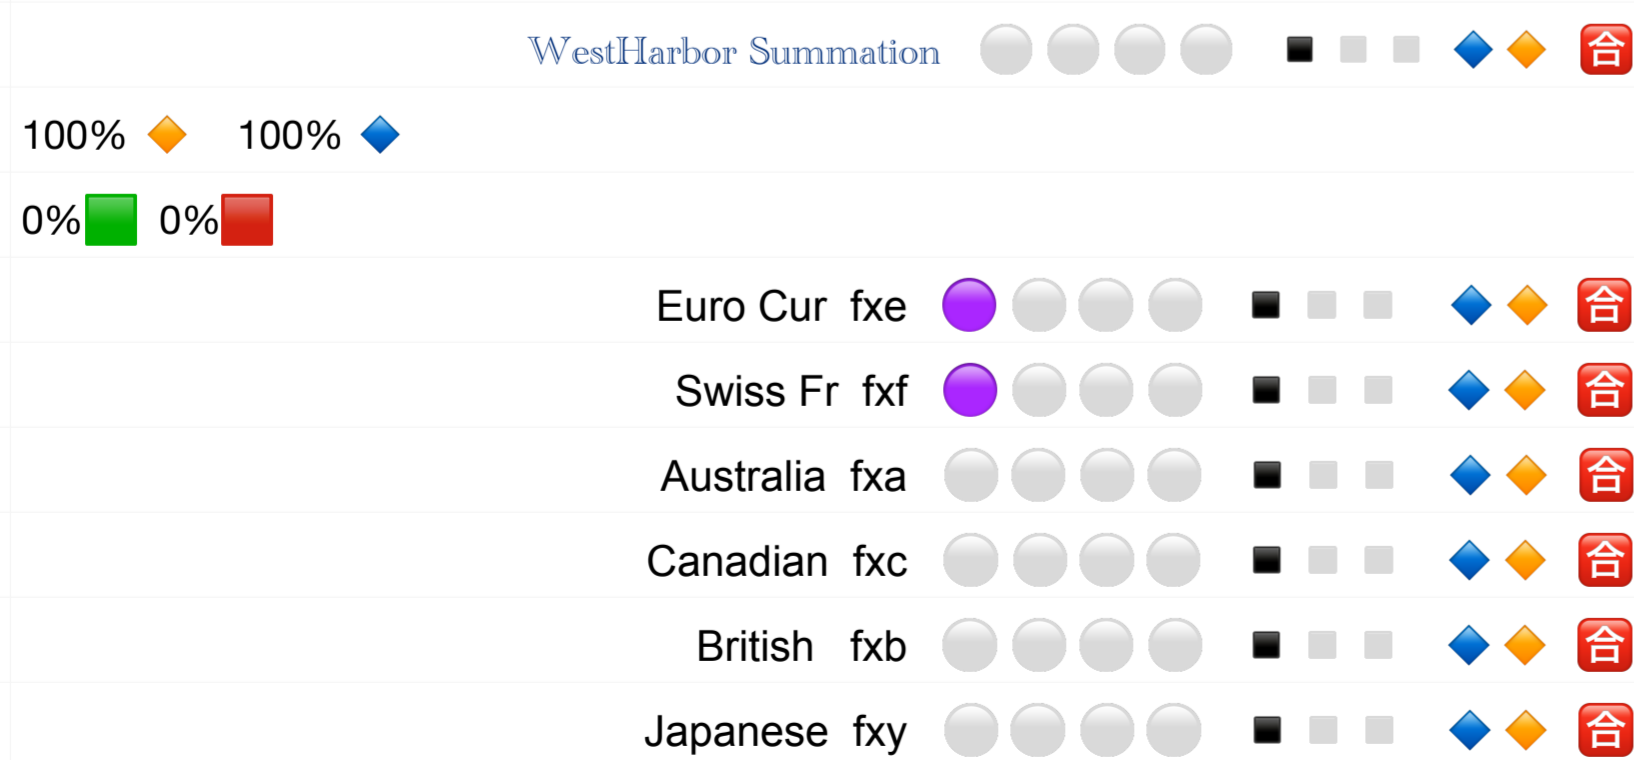 WestHarbor Summation 合
100% 100%
0% 0%
Euro Cur fxe 合
Swiss Fr fxf 合
Australia fxa 合
Canadian fxc 合
British fxb 合
Japanese fxy 合